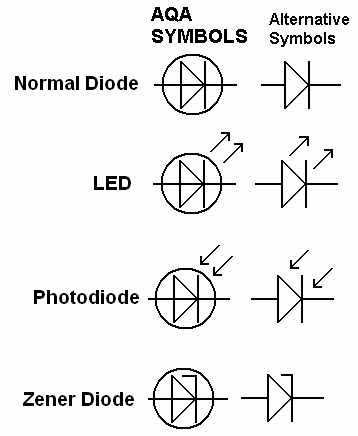 AQA Alternative
SYMBOLS Symbols
Normal Diode
LED
Photodiode
Zener Diode